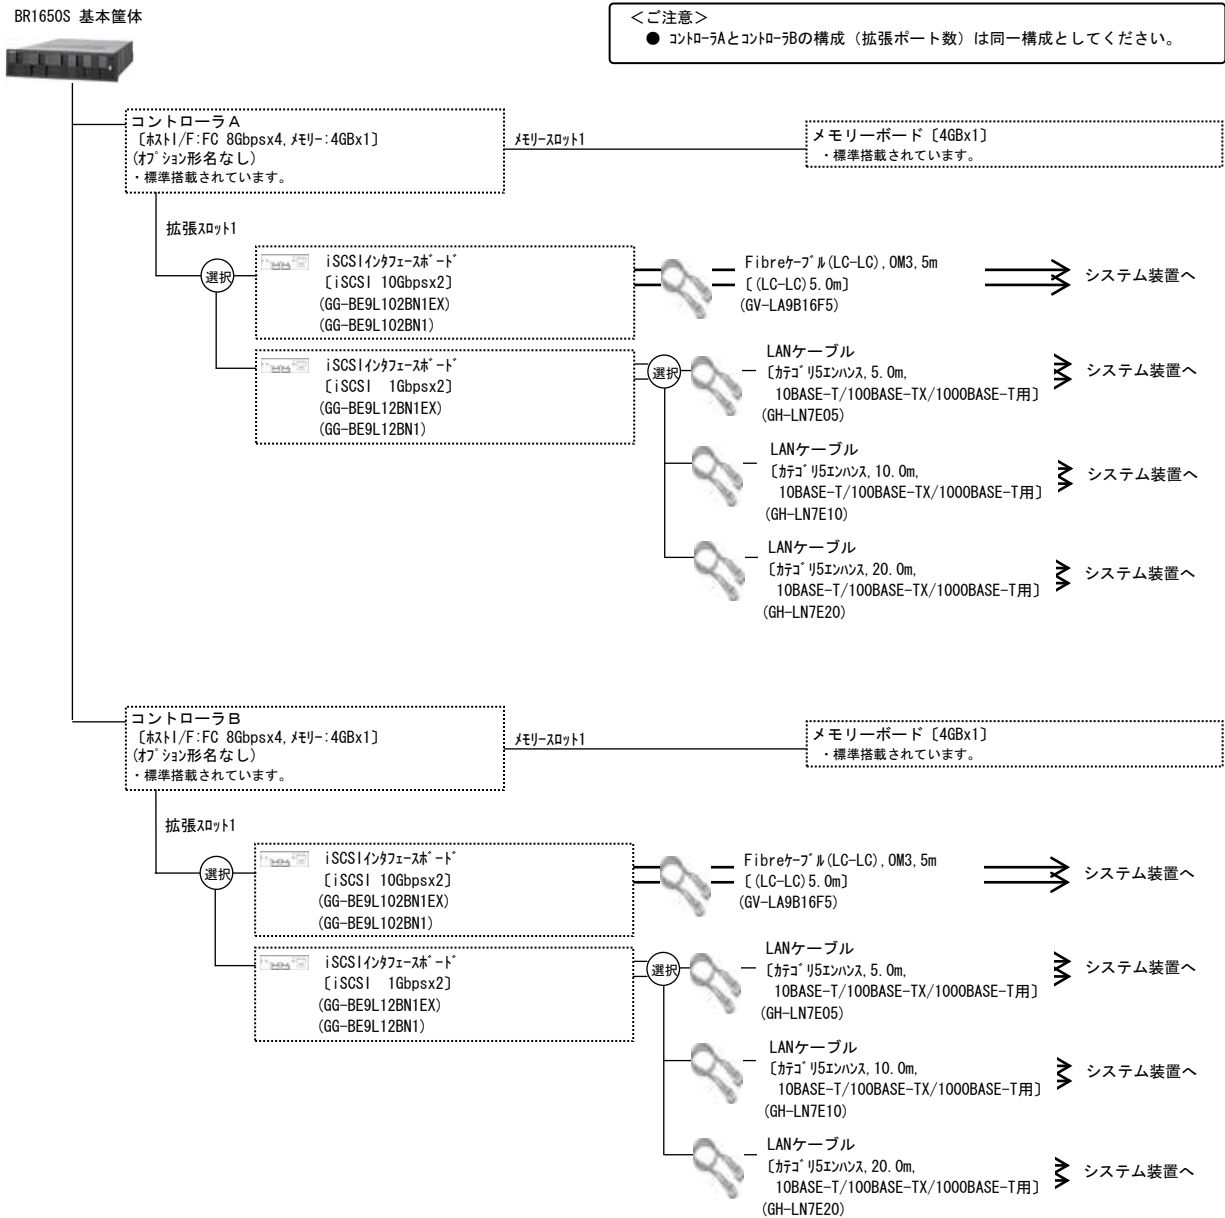 BR1650S 基本筐体
＜ご注意＞
● ｺﾝﾄﾛｰﾗAとｺﾝﾄﾛｰﾗBの構成（拡張ポート数）は同一構成としてください。
コントローラA
〔ﾎｽﾄI/F:FC 8Gbpsx4,ﾒﾓﾘｰ:4GBx1〕
(ｵﾌﾟｼｮﾝ形名なし)
・標準搭載されています。
ﾒﾓﾘｰｽﾛｯﾄ1
メモリーボード〔4GBx1〕
・標準搭載されています。
拡張ｽﾛｯﾄ1
選択
iSCSIｲﾝﾀﾌｪｰｽﾎﾞｰﾄﾞ
〔iSCSI 10Gbpsx2〕
(GG-BE9L102BN1EX)
(GG-BE9L102BN1)
Fibreｹｰﾌﾞﾙ(LC-LC),OM3,5m
〔(LC-LC)5.0m〕
(GV-LA9B16F5)
システム装置へ
iSCSIｲﾝﾀﾌｪｰｽﾎﾞｰﾄﾞ
〔iSCSI 1Gbpsx2〕
(GG-BE9L12BN1EX)
(GG-BE9L12BN1)
選択
LANケーブル
〔ｶﾃｺﾞﾘ5ｴﾝﾊﾝｽ,5.0m,
10BASE-T/100BASE-TX/1000BASE-T用〕
(GH-LN7E05)
システム装置へ
LANケーブル
〔ｶﾃｺﾞﾘ5ｴﾝﾊﾝｽ,10.0m,
10BASE-T/100BASE-TX/1000BASE-T用〕
(GH-LN7E10)
システム装置へ
LANケーブル
〔ｶﾃｺﾞﾘ5ｴﾝﾊﾝｽ,20.0m,
10BASE-T/100BASE-TX/1000BASE-T用〕
(GH-LN7E20)
システム装置へ
コントローラB
〔ﾎｽﾄI/F:FC 8Gbpsx4,ﾒﾓﾘｰ:4GBx1〕
(ｵﾌﾟｼｮﾝ形名なし)
・標準搭載されています。
ﾒﾓﾘｰｽﾛｯﾄ1
メモリーボード〔4GBx1〕
・標準搭載されています。
拡張ｽﾛｯﾄ1
選択
iSCSIｲﾝﾀﾌｪｰｽﾎﾞｰﾄﾞ
〔iSCSI 10Gbpsx2〕
(GG-BE9L102BN1EX)
(GG-BE9L102BN1)
Fibreｹｰﾌﾞﾙ(LC-LC),OM3,5m
〔(LC-LC)5.0m〕
(GV-LA9B16F5)
システム装置へ
iSCSIｲﾝﾀﾌｪｰｽﾎﾞｰﾄﾞ
〔iSCSI 1Gbpsx2〕
(GG-BE9L12BN1EX)
(GG-BE9L12BN1)
選択
LANケーブル
〔ｶﾃｺﾞﾘ5ｴﾝﾊﾝｽ,5.0m,
10BASE-T/100BASE-TX/1000BASE-T用〕
(GH-LN7E05)
システム装置へ
LANケーブル
〔ｶﾃｺﾞﾘ5ｴﾝﾊﾝｽ,10.0m,
10BASE-T/100BASE-TX/1000BASE-T用〕
(GH-LN7E10)
システム装置へ
LANケーブル
〔ｶﾃｺﾞﾘ5ｴﾝﾊﾝｽ,20.0m,
10BASE-T/100BASE-TX/1000BASE-T用〕
(GH-LN7E20)
システム装置へ